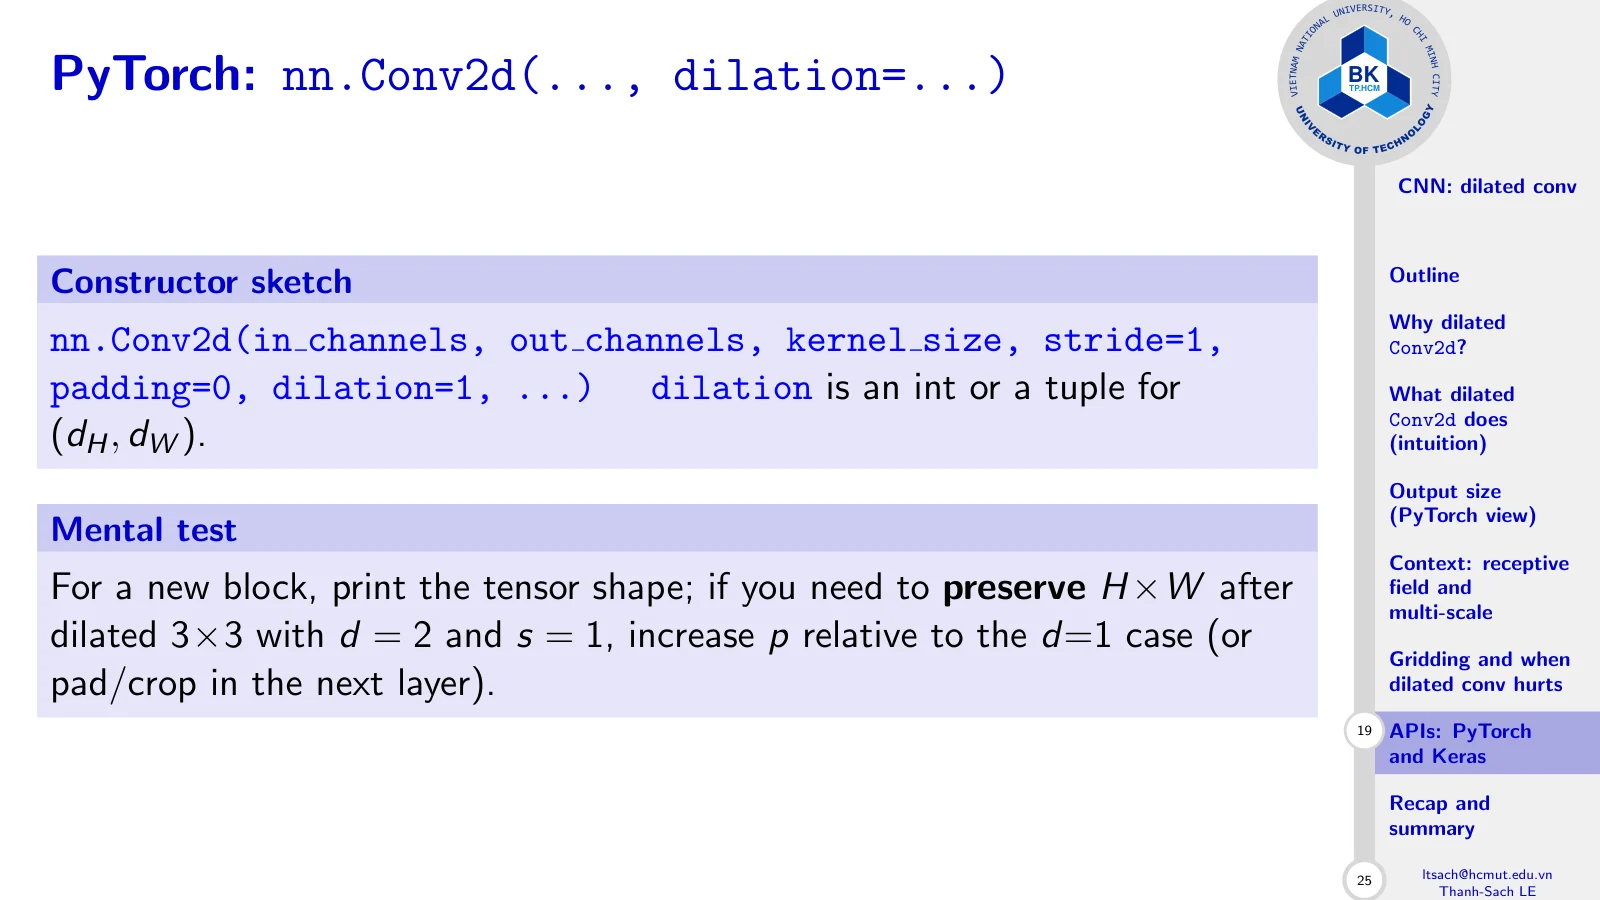 PyTorch: nn.Conv2d(..., dilation=...)
Constructor sketch
nn.Conv2d(in_channels, out_channels, kernel_size, stride=1,
padding=0, dilation=1, ...) dilation is an int or a tuple for
(d_H, d_W).
Mental test
For a new block, print the tensor shape; if you need to preserve H×W after
dilated 3×3 with d = 2 and s = 1, increase p relative to the d=1 case (or
pad/crop in the next layer).
VIETNAM NATIONAL UNIVERSITY, HO CHI MINH CITY
BK
TP.HCM
UNIVERSITY OF TECHNOLOGY
CNN: dilated conv
Outline
Why dilated
Conv2d?
What dilated
Conv2d does
(intuition)
Output size
(PyTorch view)
Context: receptive
field and
multi-scale
Gridding and when
dilated conv hurts
19
APIs: PyTorch
and Keras
Recap and
summary
25
ltsach@hcmut.edu.vn
Thanh-Sach LE